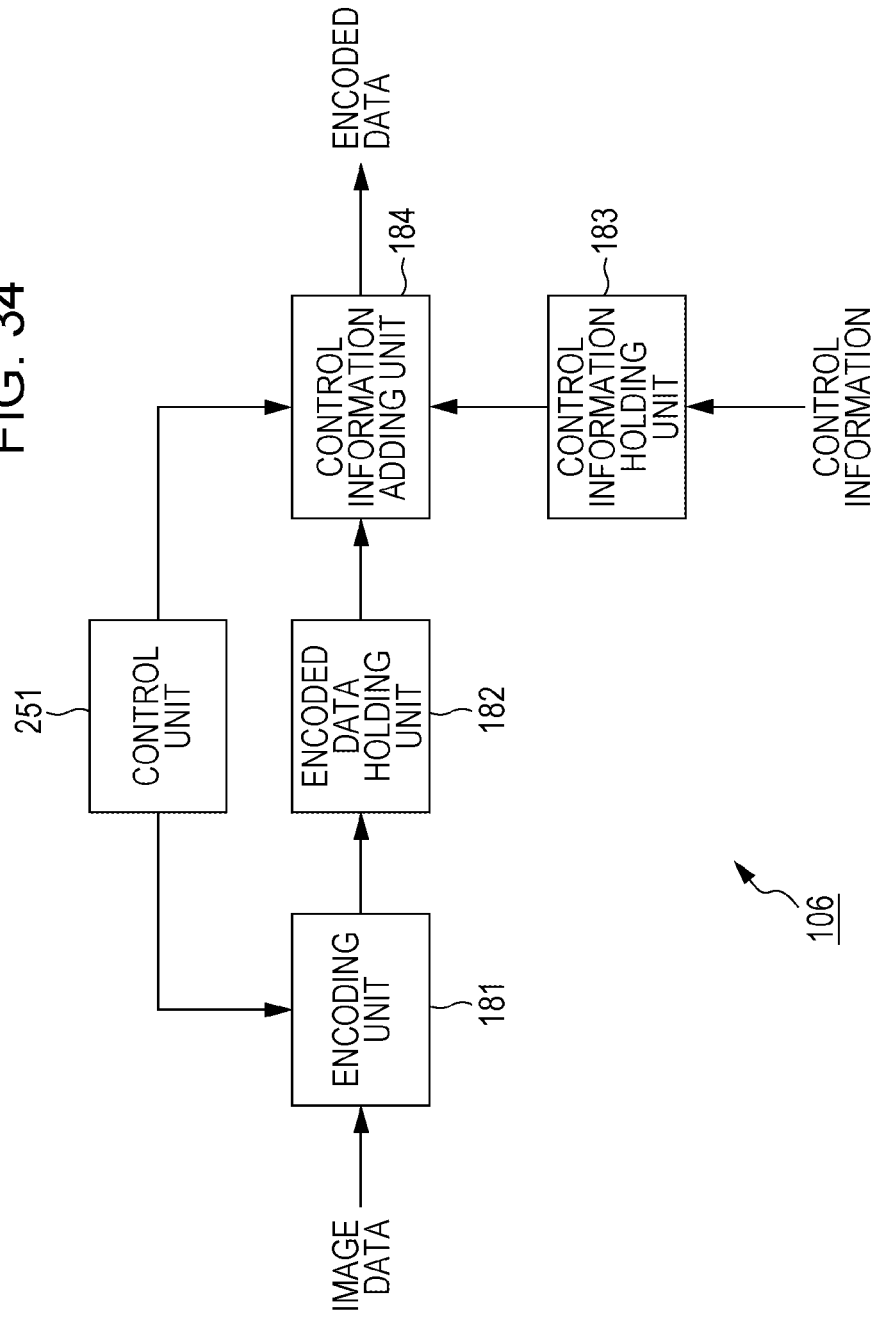 FIG. 34
251
CONTROL
UNIT
IMAGE
DATA
ENCODING
UNIT
181
ENCODED
DATA
HOLDING
UNIT
182
CONTROL
INFORMATION
ADDING UNIT
184
ENCODED
DATA
CONTROL
INFORMATION
HOLDING
UNIT
183
CONTROL
INFORMATION
106